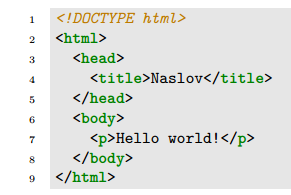 1 <!DOCTYPE html>
2 <html>
3   <head>
4     <title>Naslov</title>
5   </head>
6   <body>
7     <p>Hello world!</p>
8   </body>
9 </html>